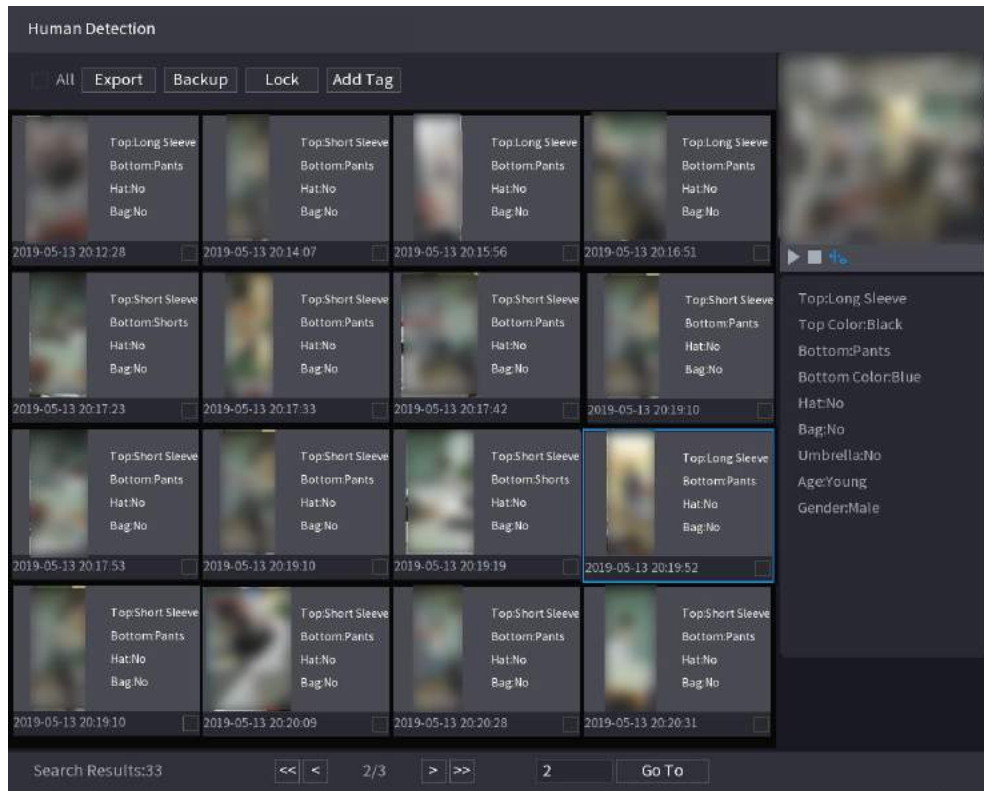 Human Detection
All Export Backup Lock Add Tag
Top:Long Sleeve
Bottom:Pants
Hat:No
Bag:No
2019-05-13 20:12:28
Top:Short Sleeve
Bottom:Pants
Hat:No
Bag:No
2019-05-13 20:14:07
Top:Long Sleeve
Bottom:Pants
Hat:No
Bag:No
2019-05-13 20:15:56
Top:Long Sleeve
Bottom:Pants
Hat:No
Bag:No
2019-05-13 20:16:51
Top:Short Sleeve
Bottom:Shorts
Hat:No
Bag:No
2019-05-13 20:17:23
Top:Short Sleeve
Bottom:Pants
Hat:No
Bag:No
2019-05-13 20:17:33
Top:Short Sleeve
Bottom:Pants
Hat:No
Bag:No
2019-05-13 20:17:42
Top:Short Sleeve
Bottom:Pants
Hat:No
Bag:No
2019-05-13 20:19:10
Top:Short Sleeve
Bottom:Pants
Hat:No
Bag:No
2019-05-13 20:17:53
Top:Short Sleeve
Bottom:Pants
Hat:No
Bag:No
2019-05-13 20:19:10
Top:Short Sleeve
Bottom:Shorts
Hat:No
Bag:No
2019-05-13 20:19:19
Top:Long Sleeve
Bottom:Pants
Hat:No
Bag:No
2019-05-13 20:19:52
Top:Short Sleeve
Bottom:Pants
Hat:No
Bag:No
2019-05-13 20:19:10
Top:Short Sleeve
Bottom:Pants
Hat:No
Bag:No
2019-05-13 20:20:09
Top:Short Sleeve
Bottom:Pants
Hat:No
Bag:No
2019-05-13 20:20:28
Top:Short Sleeve
Bottom:Pants
Hat:No
Bag:No
2019-05-13 20:20:31
Top:Long Sleeve
Top Color:Black
Bottom:Pants
Bottom Color:Blue
Hat:No
Bag:No
Umbrella:No
Age:Young
Gender:Male
Search Results:33 << < 2/3 > >> 2 Go To